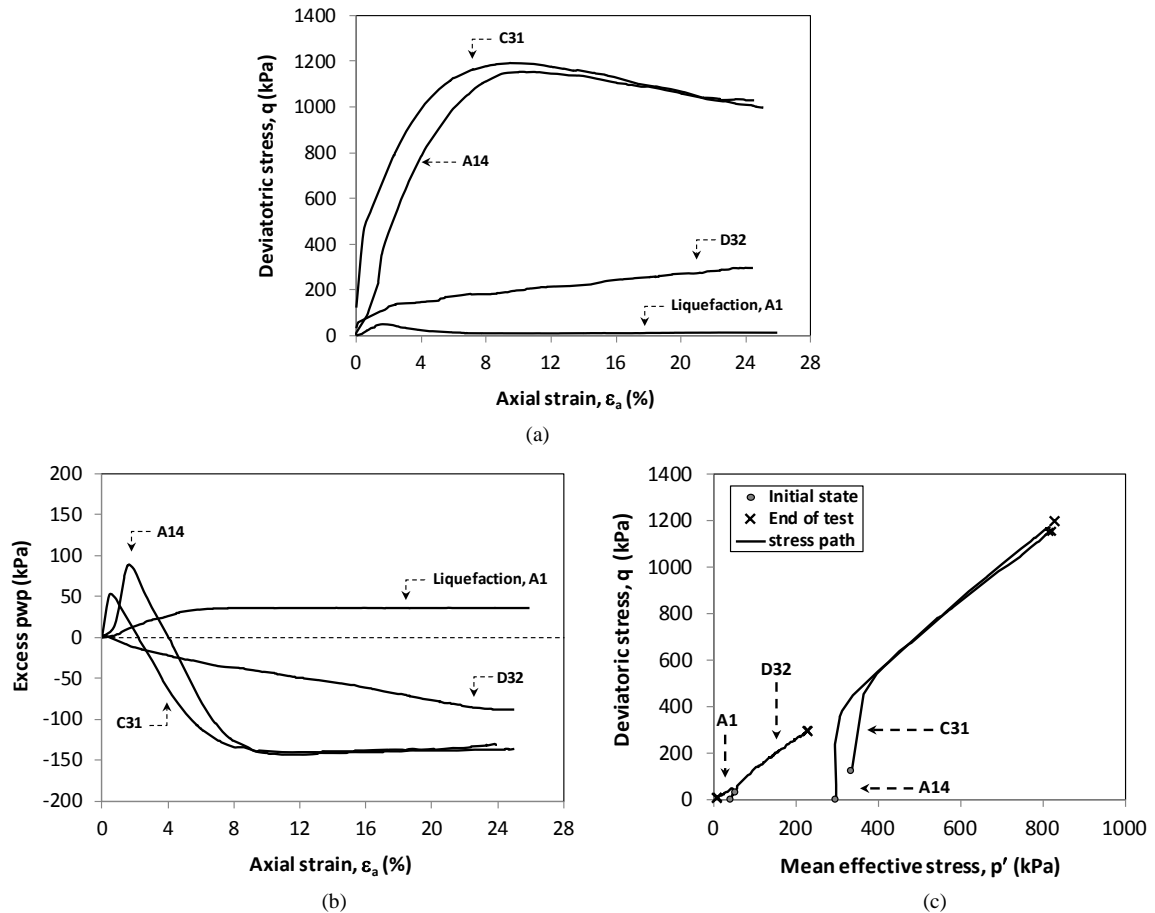 1400
1200
1000
800
600
400
200
0
Deviatotric stress, q (kPa)
C31
A14
D32
Liquefaction, A1
0 4 8 12 16 20 24 28
Axial strain, εa (%)
(a)
200
150
100
50
0
-50
-100
-150
-200
Excess pwp (kPa)
A14
Liquefaction, A1
D32
C31
0 4 8 12 16 20 24 28
Axial strain, εa (%)
(b)
1400
1200
1000
800
600
400
200
0
Deviatoric stress, q (kPa)
Initial state
End of test
stress path
D32
A1
C31
A14
0 200 400 600 800 1000
Mean effective stress, p′ (kPa)
(c)